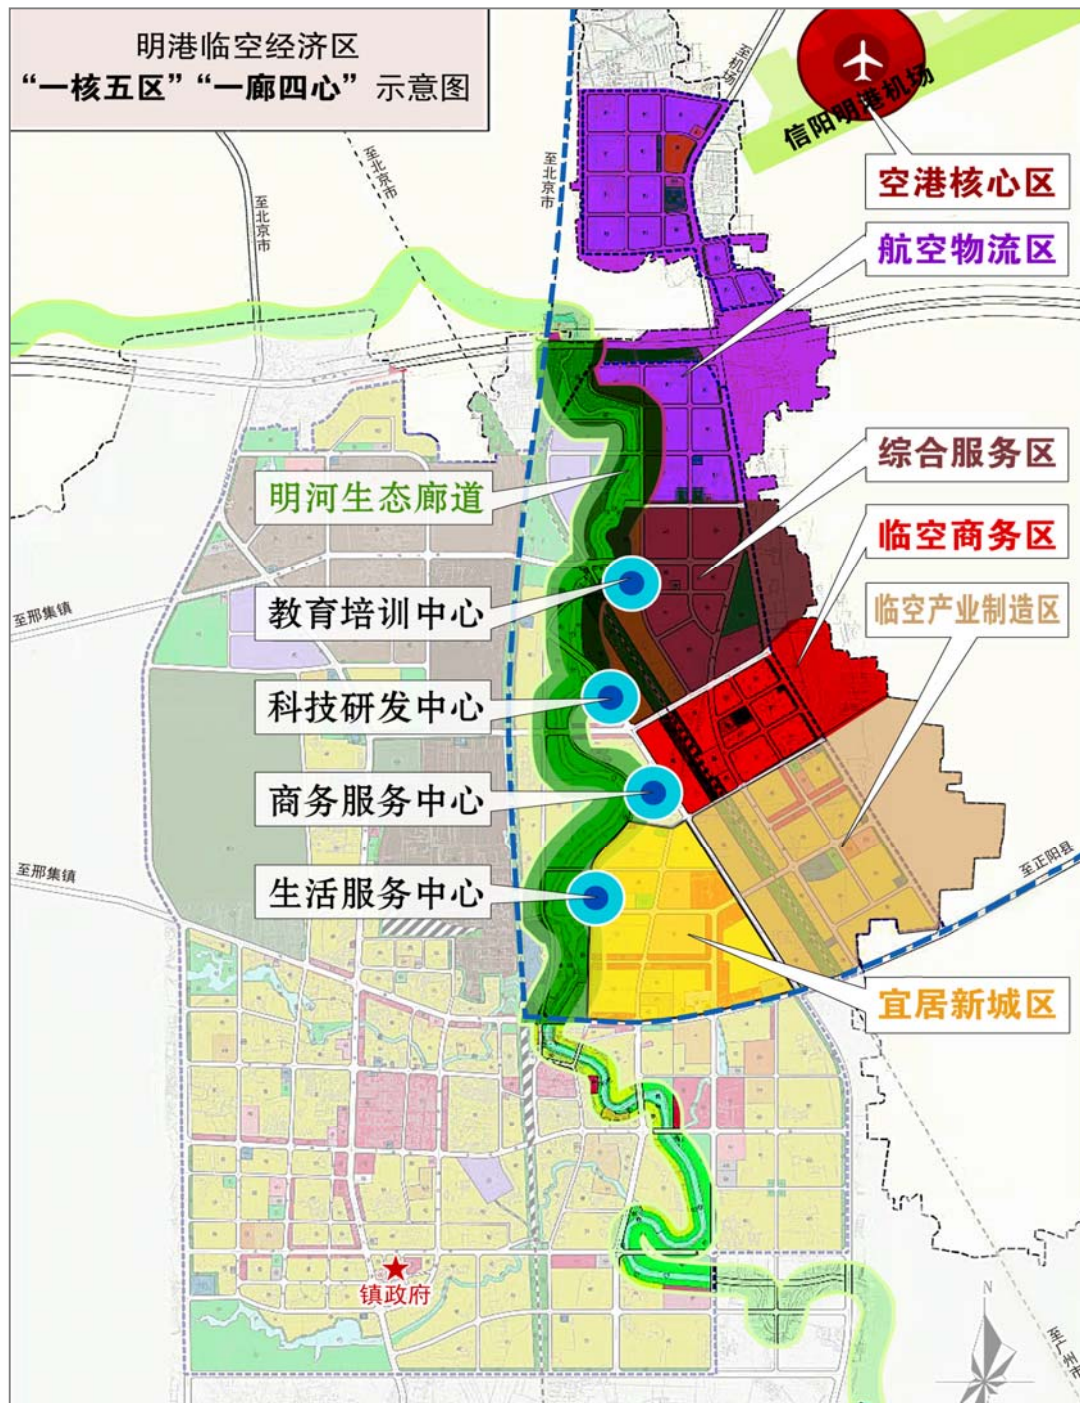 明港临空经济区
“一核五区”“一廊四心”示意图
至机场
信阳明港机场
至北京市
至北京市
至北京市
空港核心区
航空物流区
综合服务区
明河生态廊道
临空商务区
教育培训中心
临空产业制造区
至邢集镇
科技研发中心
商务服务中心
至正阳县
至邢集镇
生活服务中心
宜居新城区
镇政府
N
至广州市